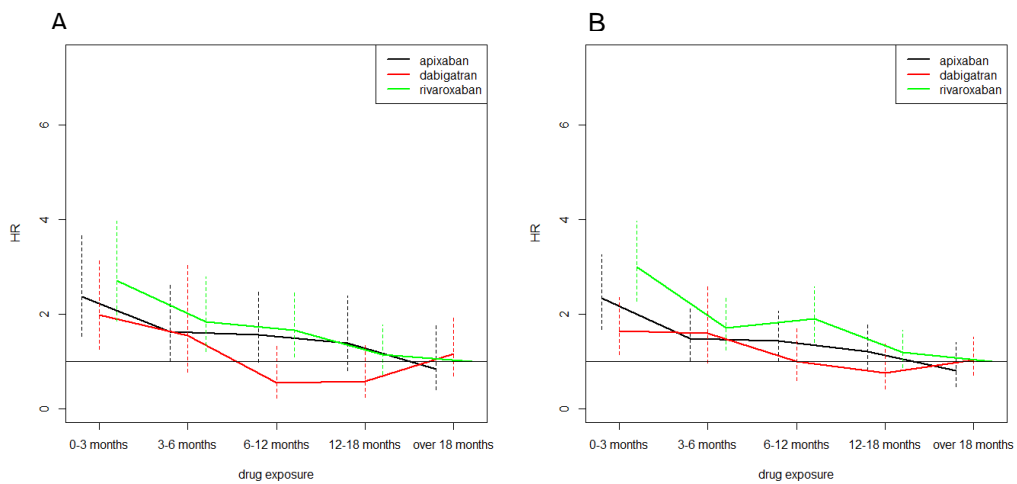 A
apixaban
dabigatran
rivaroxaban
HR
0
2
4
6
0-3 months
3-6 months
6-12 months
12-18 months
over 18 months
drug exposure
B
apixaban
dabigatran
rivaroxaban
HR
0
2
4
6
0-3 months
3-6 months
6-12 months
12-18 months
over 18 months
drug exposure